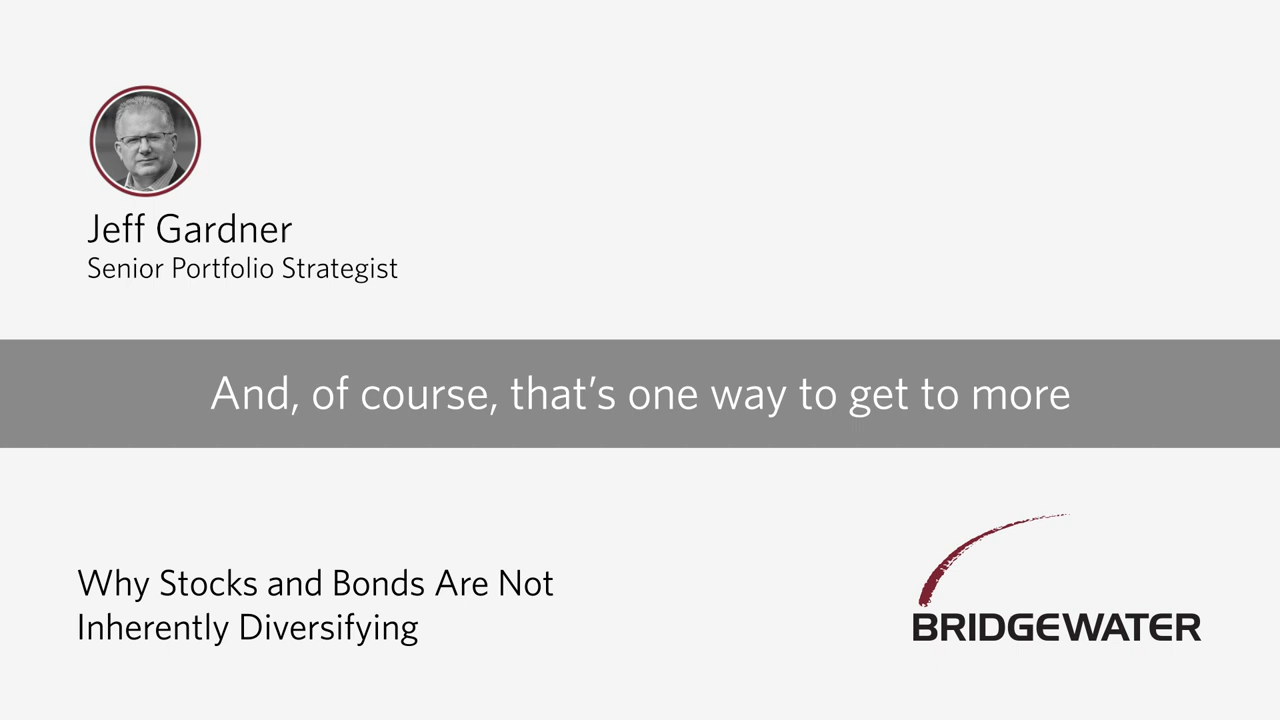 Jeff Gardner
Senior Portfolio Strategist
And, of course, that’s one way to get to more
Why Stocks and Bonds Are Not
Inherently Diversifying
BRIDGEWATER